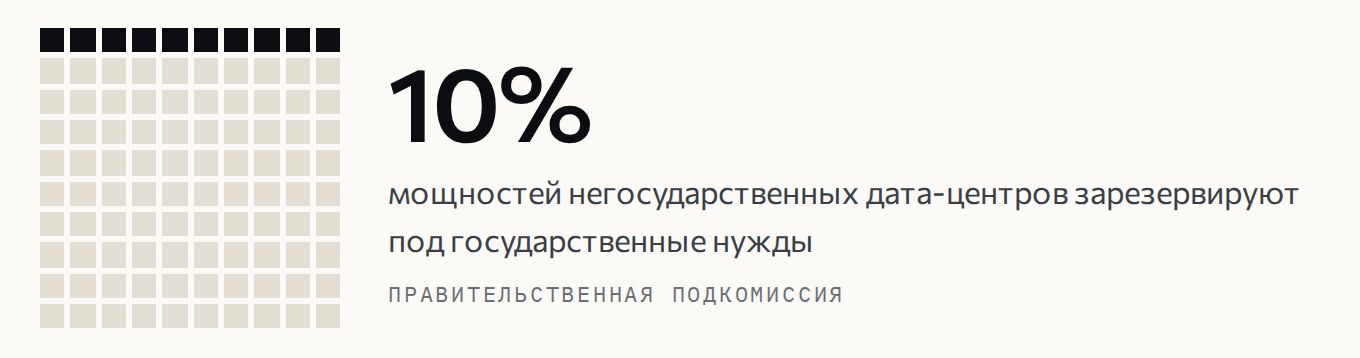 10%
мощностей негосударственных дата-центров зарезервируют
под государственные нужды
ПРАВИТЕЛЬСТВЕННАЯ ПОДКОМИССИЯ